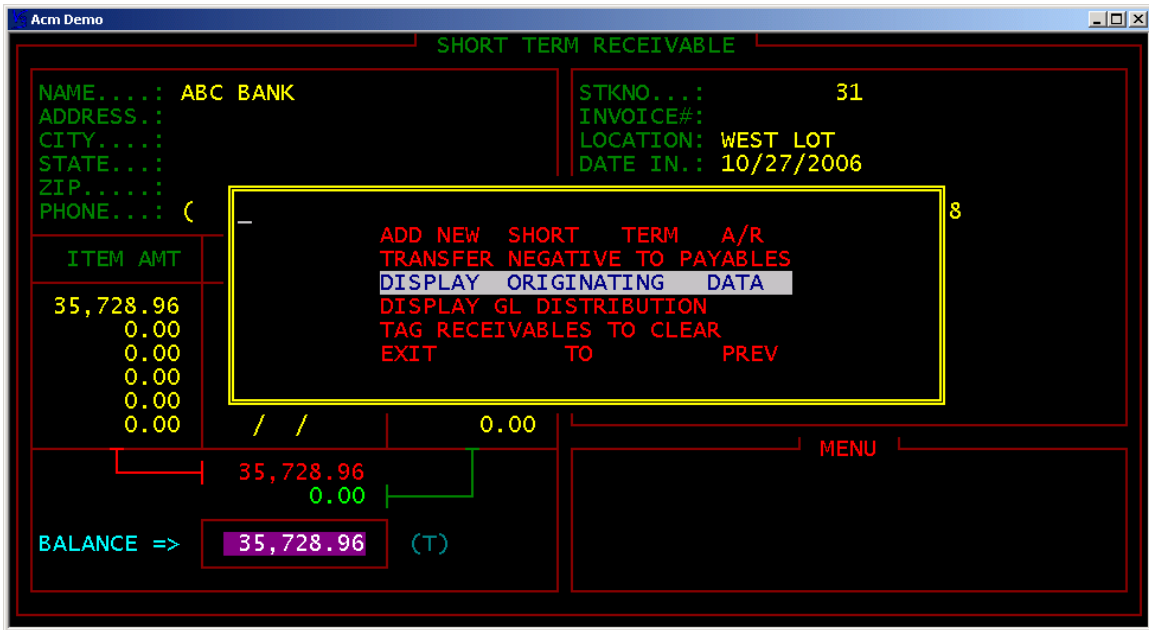 Acm Demo
SHORT TERM RECEIVABLE
NAME....: ABC BANK
ADDRESS.:
CITY....:
STATE...:
ZIP.....:
PHONE...: (
STKNO...: 31
INVOICE#:
LOCATION: WEST LOT
DATE IN.: 10/27/2006
8
ADD NEW SHORT TERM A/R
TRANSFER NEGATIVE TO PAYABLES
DISPLAY ORIGINATING DATA
DISPLAY GL DISTRIBUTION
TAG RECEIVABLES TO CLEAR
EXIT TO PREV
ITEM AMT
35,728.96
0.00
0.00
0.00
0.00
0.00 / / 0.00
35,728.96
0.00
BALANCE => 35,728.96 (T)
MENU